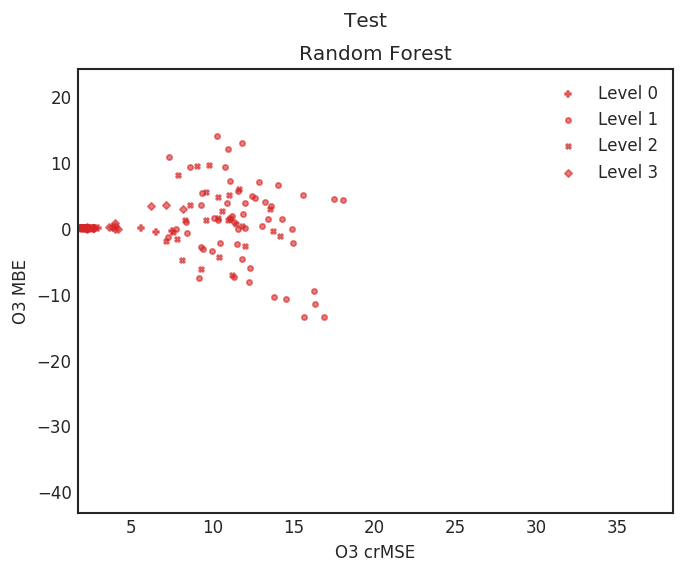 Test
Random Forest
Level 0
Level 1
Level 2
Level 3
20
10
0
−10
−20
−30
−40
O3 MBE
5 10 15 20 25 30 35
O3 crMSE